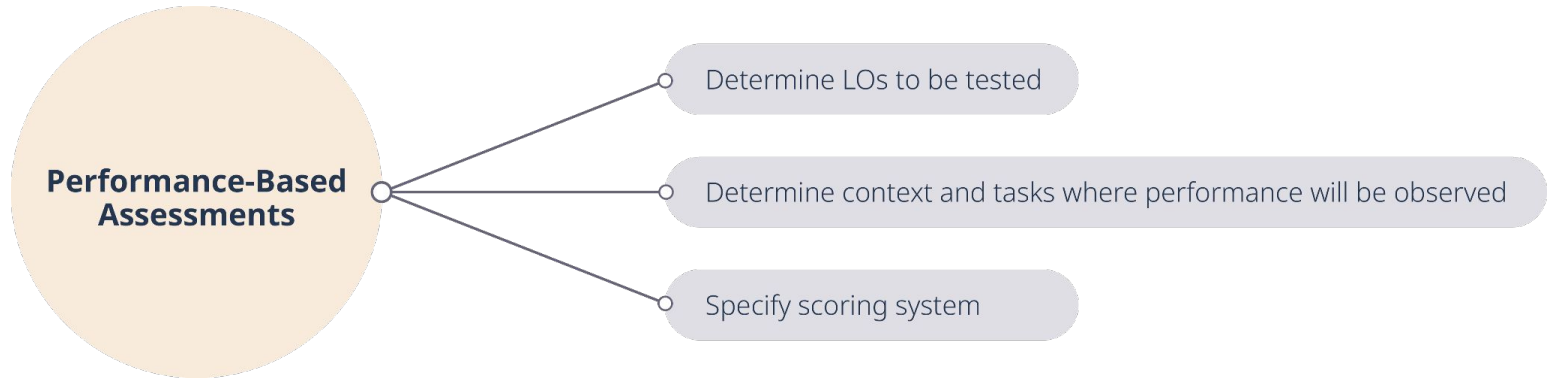 Performance-Based
Assessments
Determine LOs to be tested
Determine context and tasks where performance will be observed
Specify scoring system